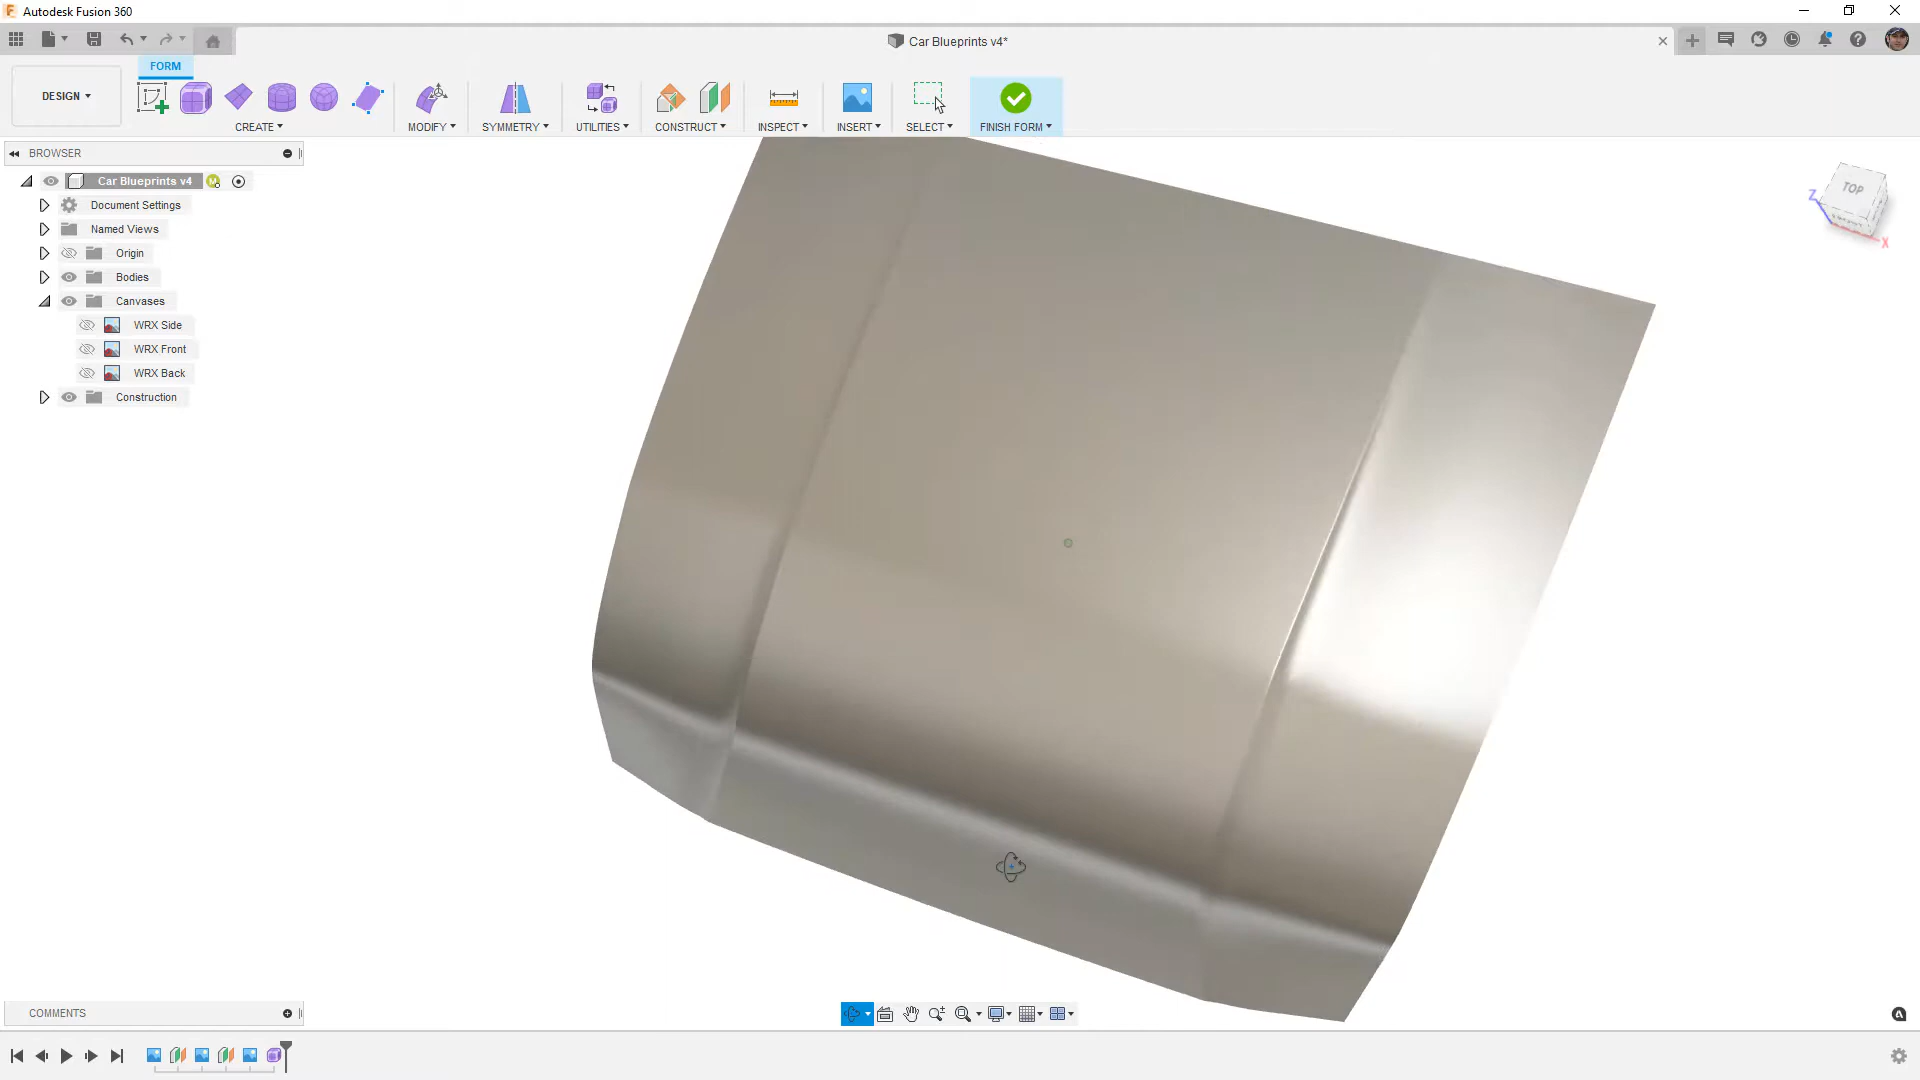 Autodesk Fusion 360
Car Blueprints v4*
FORM
DESIGN
CREATE
MODIFY
SYMMETRY
UTILITIES
CONSTRUCT
INSPECT
INSERT
SELECT
FINISH FORM
BROWSER
Car Blueprints v4
Document Settings
Named Views
Origin
Bodies
Canvases
WRX Side
WRX Front
WRX Back
Construction
TOP
Z
X
COMMENTS